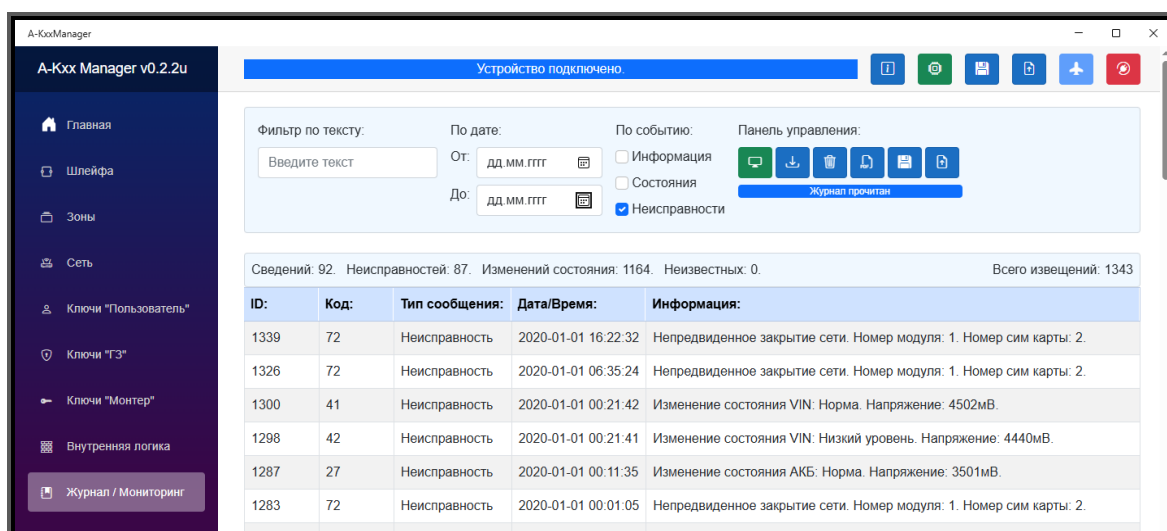 A-KxxManager
A-Kxx Manager v0.2.2u
Устройство подключено.
Главная
Шлейфа
Зоны
Сеть
Ключи "Пользователь"
Ключи "ГЗ"
Ключи "Монтер"
Внутренняя логика
Журнал / Мониторинг
Фильтр по тексту:
Введите текст
По дате:
От: дд.мм.гггг
До: дд.мм.гггг
По событию:
Информация
Состояния
Неисправности
Панель управления:
PDF
Журнал прочитан
Сведений: 92. Неисправностей: 87. Изменений состояния: 1164. Неизвестных: 0. Всего извещений: 1343
ID: Код: Тип сообщения: Дата/Время: Информация:
1339 72 Неисправность 2020-01-01 16:22:32 Непредвиденное закрытие сети. Номер модуля: 1. Номер сим карты: 2.
1326 72 Неисправность 2020-01-01 06:35:24 Непредвиденное закрытие сети. Номер модуля: 1. Номер сим карты: 2.
1300 41 Неисправность 2020-01-01 00:21:42 Изменение состояния VIN: Норма. Напряжение: 4502мВ.
1298 42 Неисправность 2020-01-01 00:21:41 Изменение состояния VIN: Низкий уровень. Напряжение: 4440мВ.
1287 27 Неисправность 2020-01-01 00:11:35 Изменение состояния АКБ: Норма. Напряжение: 3501мВ.
1283 72 Неисправность 2020-01-01 00:01:05 Непредвиденное закрытие сети. Номер модуля: 1. Номер сим карты: 2.